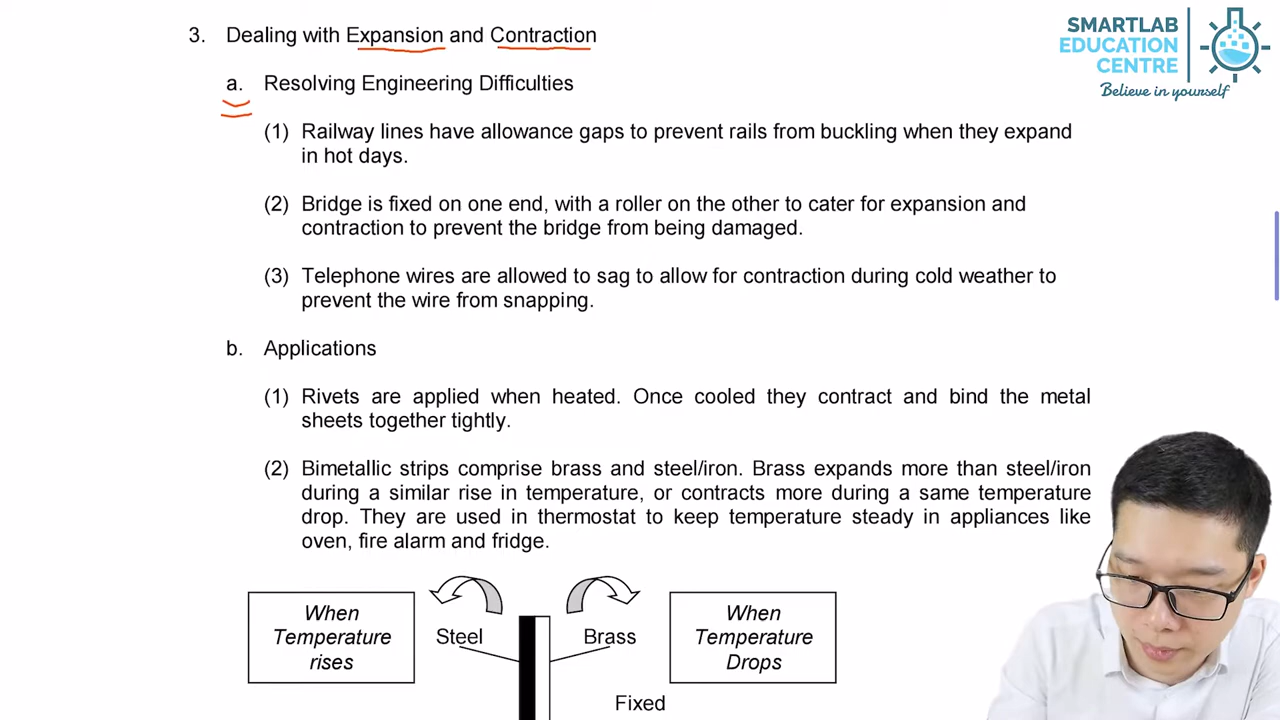 SMARTLAB
EDUCATION
CENTRE
Believe in yourself
3. Dealing with Expansion and Contraction
a. Resolving Engineering Difficulties
(1) Railway lines have allowance gaps to prevent rails from buckling when they expand
in hot days.
(2) Bridge is fixed on one end, with a roller on the other to cater for expansion and
contraction to prevent the bridge from being damaged.
(3) Telephone wires are allowed to sag to allow for contraction during cold weather to
prevent the wire from snapping.
b. Applications
(1) Rivets are applied when heated. Once cooled they contract and bind the metal
sheets together tightly.
(2) Bimetallic strips comprise brass and steel/iron. Brass expands more than steel/iron
during a similar rise in temperature, or contracts more during a same temperature
drop. They are used in thermostat to keep temperature steady in appliances like
oven, fire alarm and fridge.
When
Temperature
rises
Steel
Brass
When
Temperature
Drops
Fixed